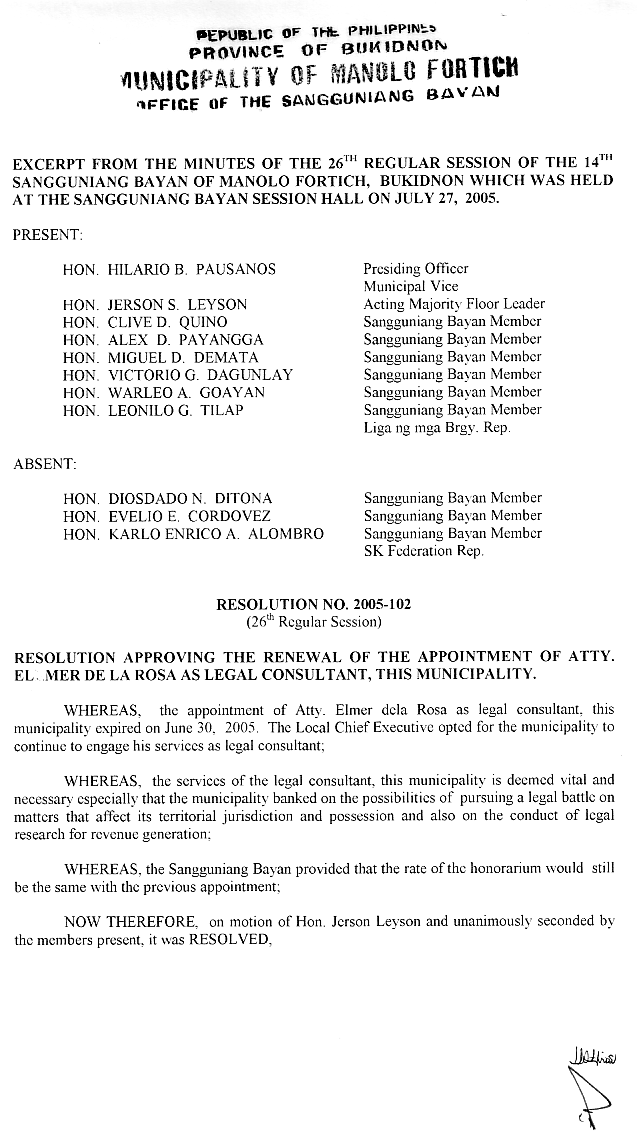 REPUBLIC OF THE PHILIPPINES
PROVINCE OF BUKIDNON
MUNICIPALITY OF MANOLO FORTICH
OFFICE OF THE SANGGUNIANG BAYAN
EXCERPT FROM THE MINUTES OF THE 26TH REGULAR SESSION OF THE 14TH
SANGGUNIANG BAYAN OF MANOLO FORTICH, BUKIDNON WHICH WAS HELD
AT THE SANGGUNIANG BAYAN SESSION HALL ON JULY 27, 2005.
PRESENT:
HON. HILARIO B. PAUSANOS Presiding Officer
Municipal Vice
HON. JERSON S. LEYSON Acting Majority Floor Leader
HON. CLIVE D. QUINO Sangguniang Bayan Member
HON. ALEX D. PAYANGGA Sangguniang Bayan Member
HON. MIGUEL D. DEMATA Sangguniang Bayan Member
HON. VICTORIO G. DAGUNLAY Sangguniang Bayan Member
HON. WARLEO A. GOAYAN Sangguniang Bayan Member
HON. LEONILO G. TILAP Sangguniang Bayan Member
Liga ng mga Brgy. Rep.
ABSENT:
HON. DIOSDADO N. DITONA Sangguniang Bayan Member
HON. EVELIO E. CORDOVEZ Sangguniang Bayan Member
HON. KARLO ENRICO A. ALOMBRO Sangguniang Bayan Member
SK Federation Rep.
RESOLUTION NO. 2005-102
(26th Regular Session)
RESOLUTION APPROVING THE RENEWAL OF THE APPOINTMENT OF ATTY.
EL MER DE LA ROSA AS LEGAL CONSULTANT, THIS MUNICIPALITY.
WHEREAS, the appointment of Atty. Elmer dela Rosa as legal consultant, this
municipality expired on June 30, 2005. The Local Chief Executive opted for the municipality to
continue to engage his services as legal consultant;
WHEREAS, the services of the legal consultant, this municipality is deemed vital and
necessary especially that the municipality banked on the possibilities of pursuing a legal battle on
matters that affect its territorial jurisdiction and possession and also on the conduct of legal
research for revenue generation;
WHEREAS, the Sangguniang Bayan provided that the rate of the honorarium would still
be the same with the previous appointment;
NOW THEREFORE, on motion of Hon. Jerson Leyson and unanimously seconded by
the members present, it was RESOLVED,